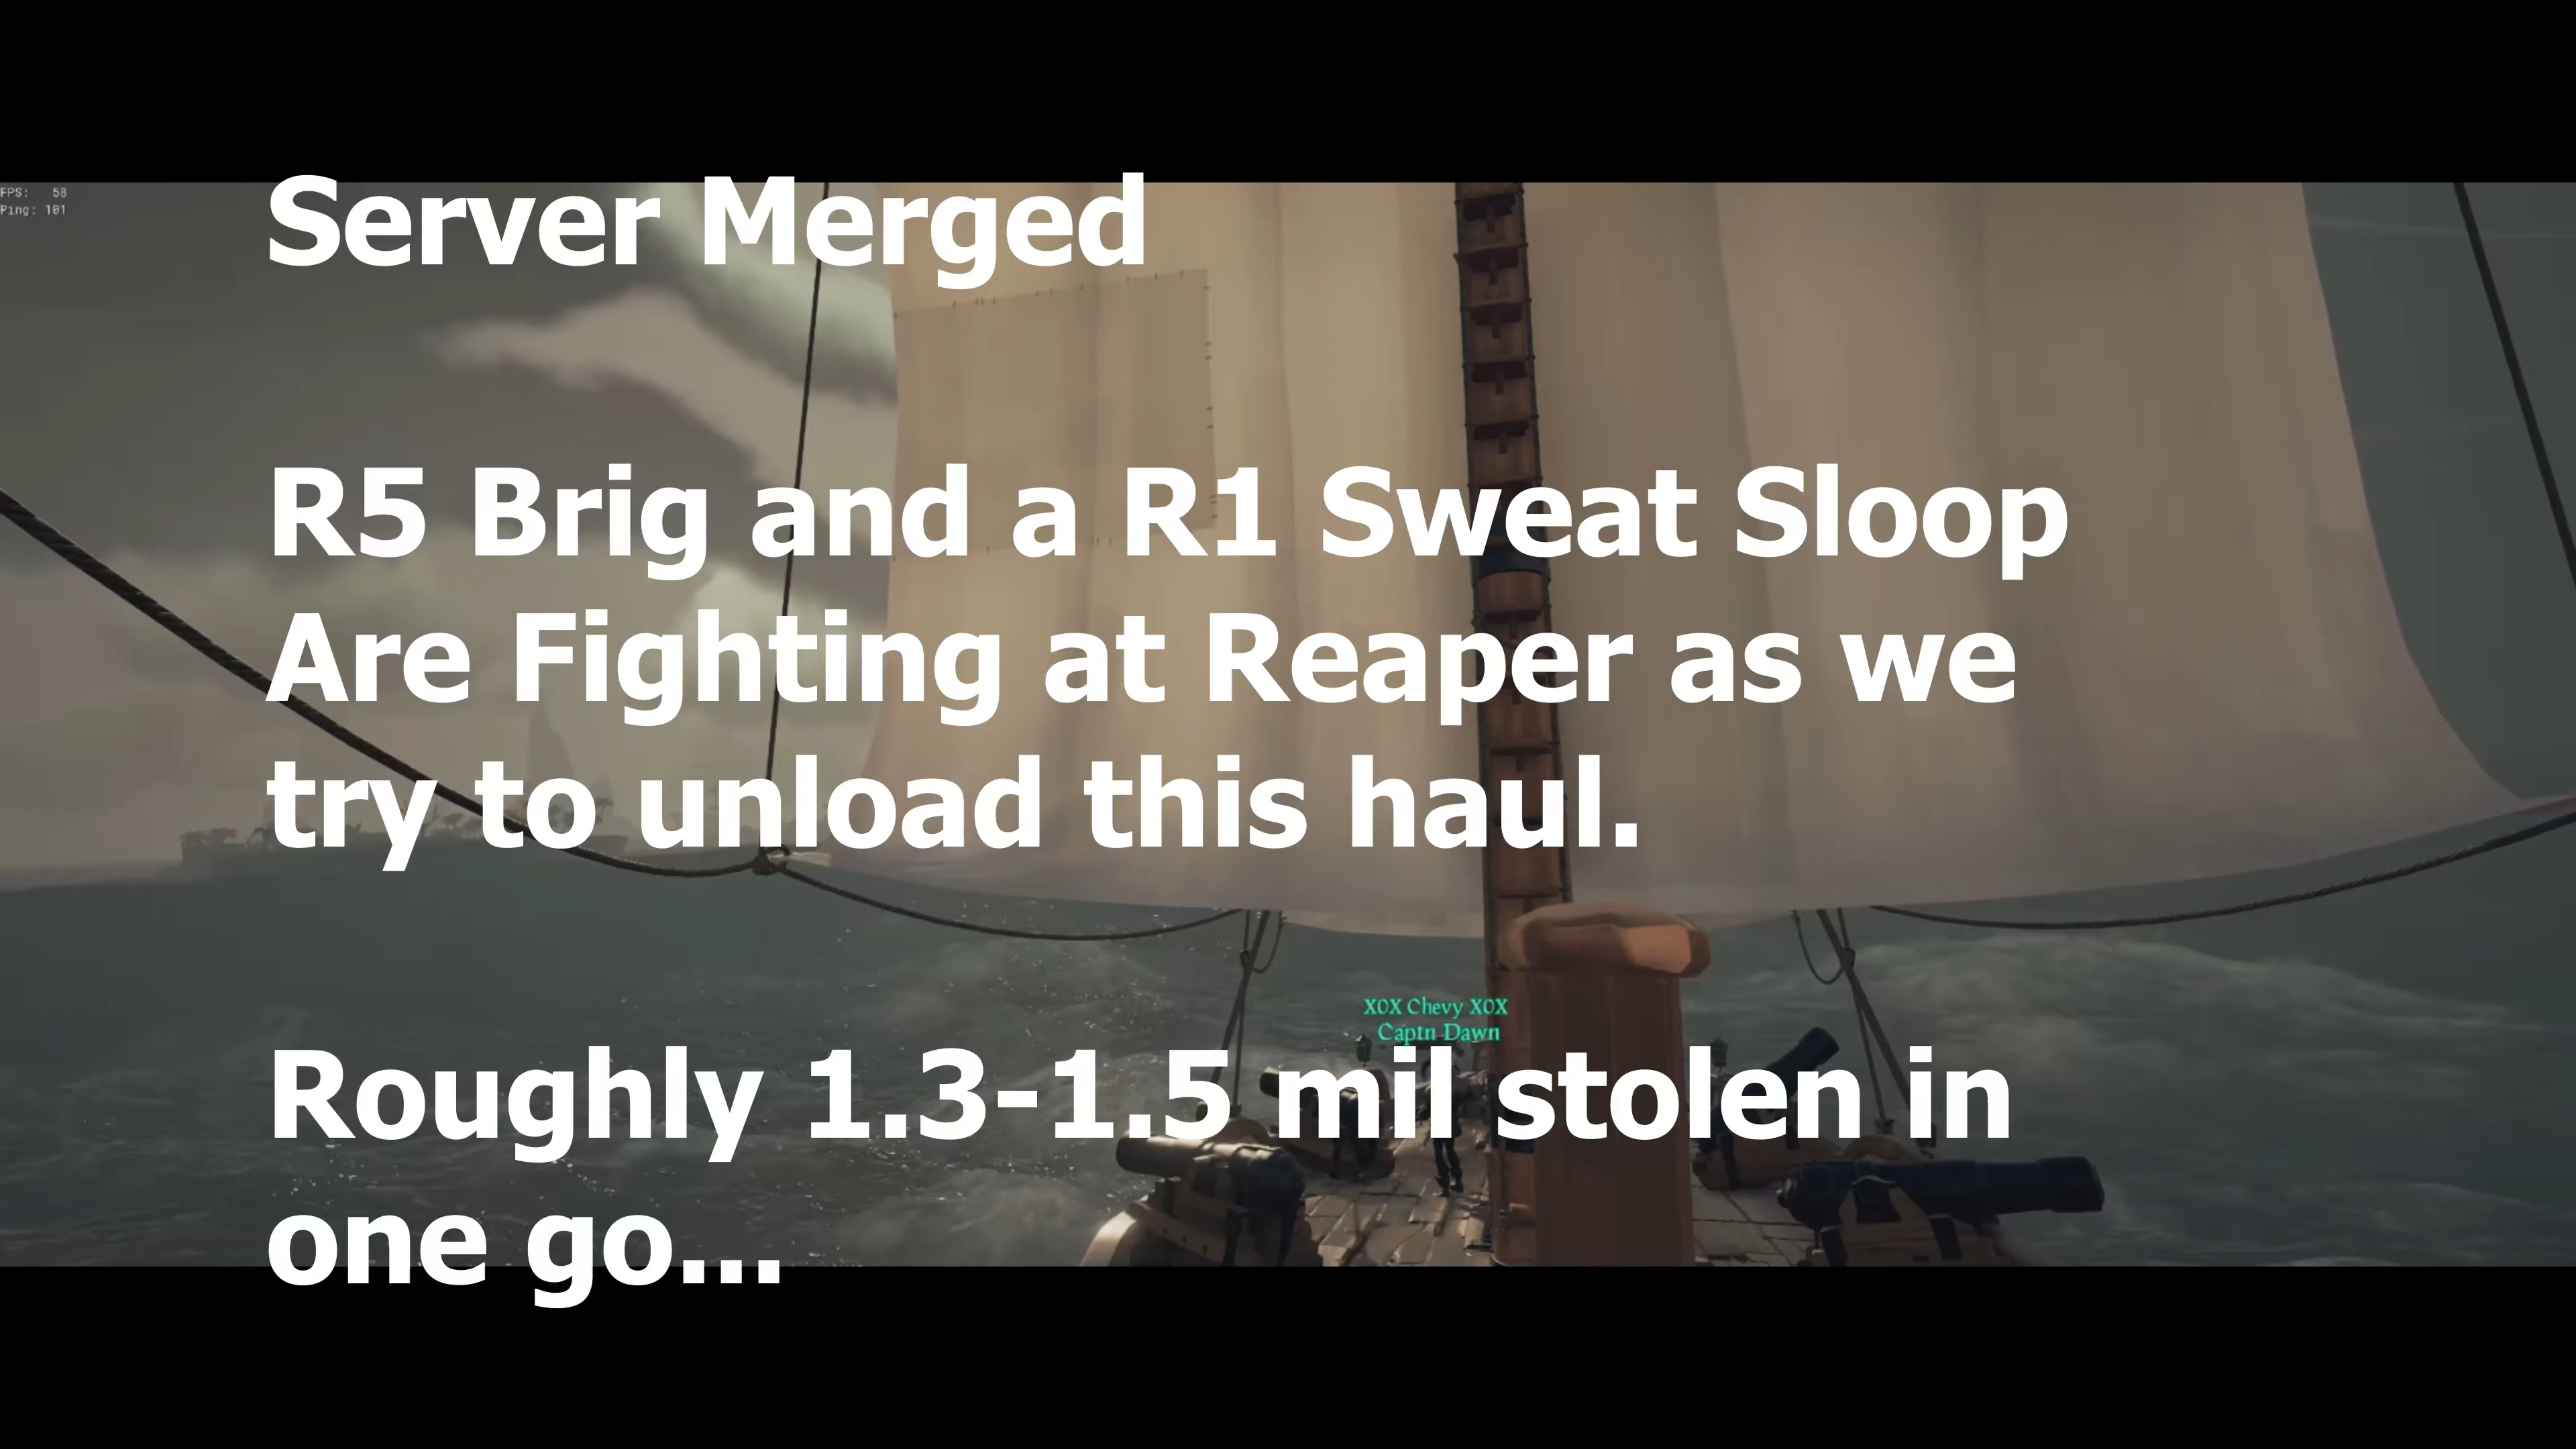 FPS: 58
Ping: 101
Server Merged
R5 Brig and a R1 Sweat Sloop
Are Fighting at Reaper as we
try to unload this haul.
XOX Chevy XOX
Captn Dawn
Roughly 1.3-1.5 mil stolen in
one go...